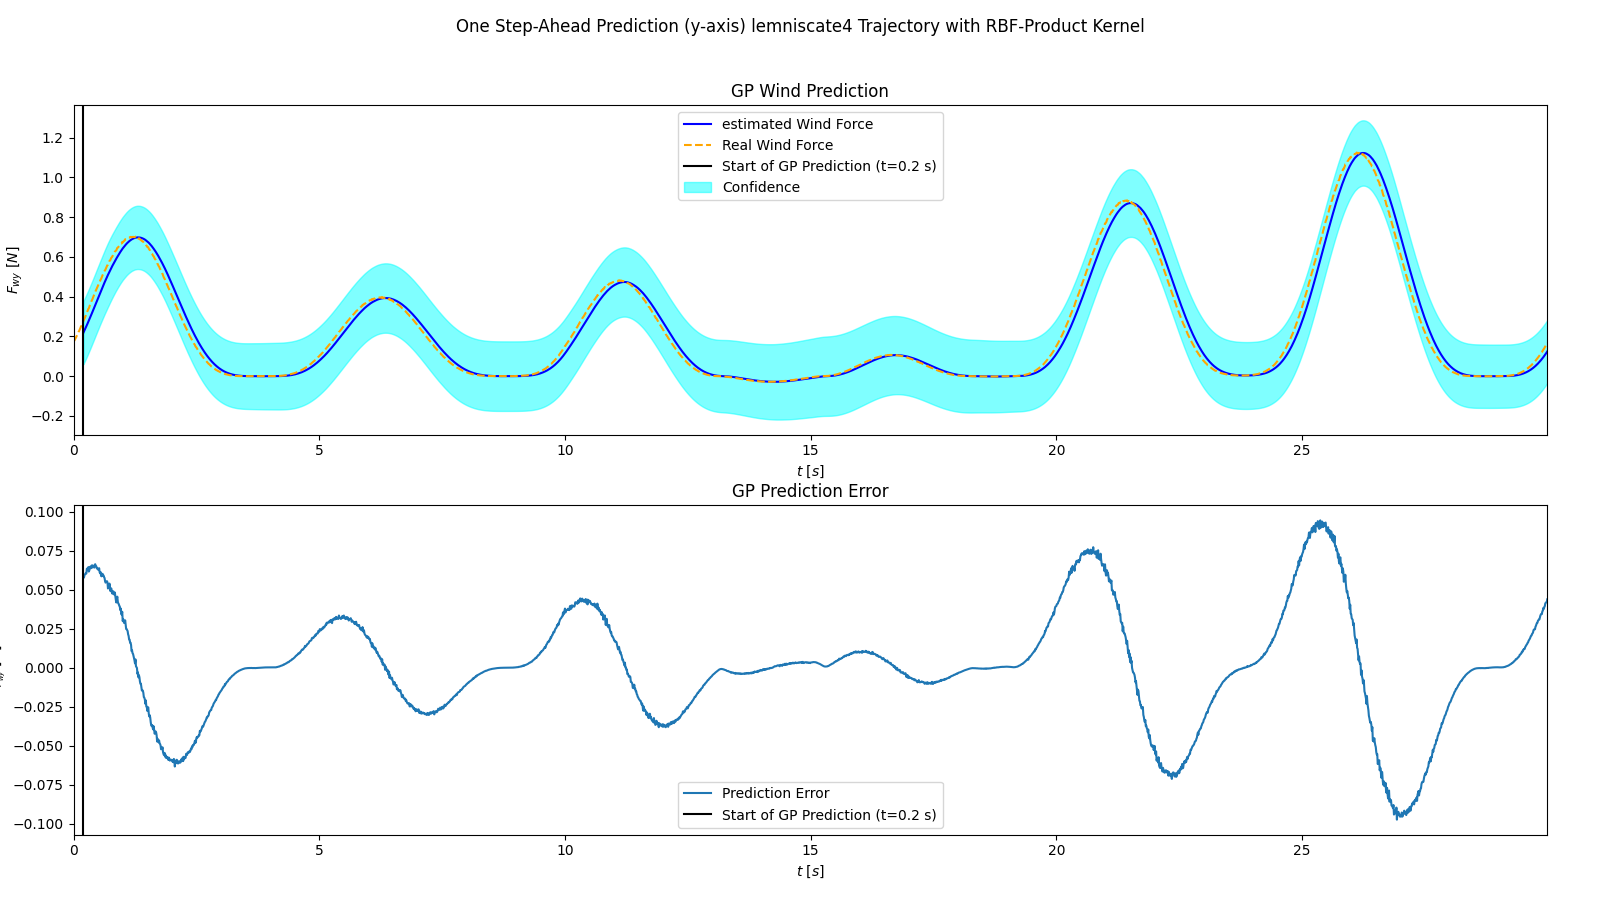 One Step-Ahead Prediction (y-axis) lemniscate4 Trajectory with RBF-Product Kernel
GP Wind Prediction
estimated Wind Force
Real Wind Force
Start of GP Prediction (t=0.2 s)
Confidence
1.2
1.0
0.8
0.6
0.4
0.2
0.0
−0.2
F_wy [N]
0 5 10 15 20 25
t [s]
GP Prediction Error
0.100
0.075
0.050
0.025
0.000
−0.025
−0.050
−0.075
−0.100
Prediction Error
Start of GP Prediction (t=0.2 s)
0 5 10 15 20 25
t [s]